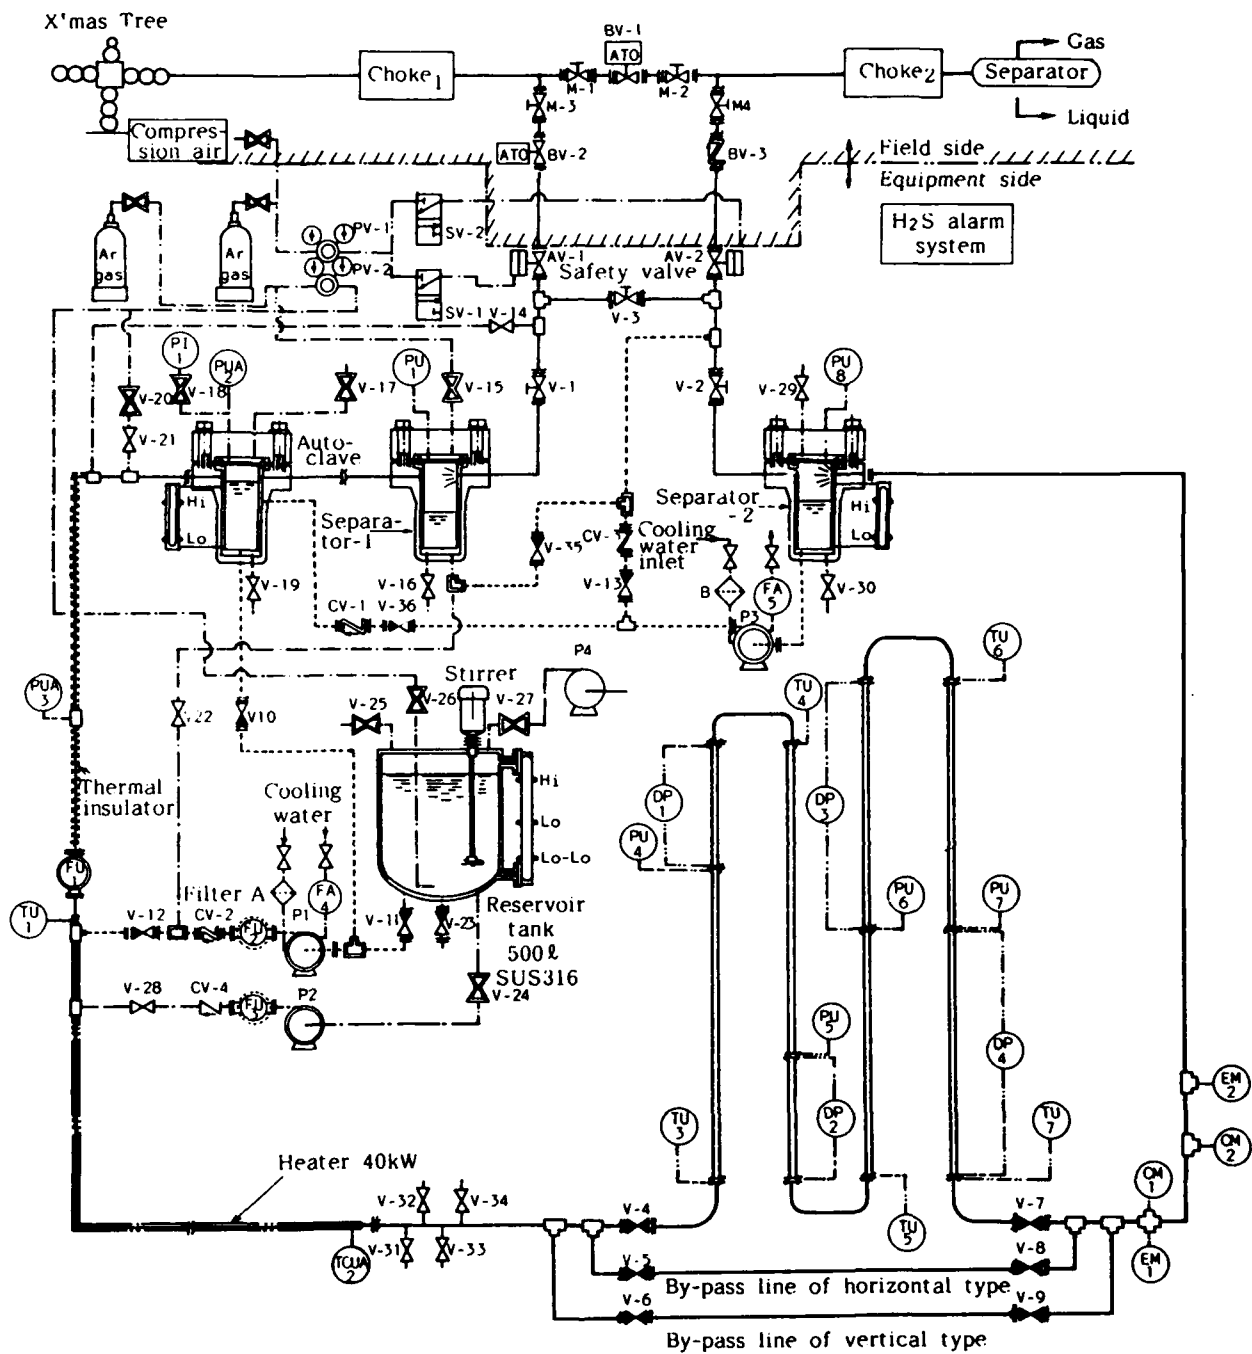 X'mas Tree
BV-1
ATO
Gas
Choke1
Choke2
Separator
M-1
M-2
M-3
M4
Liquid
Compres-
sion air
ATO
BV-2
BV-3
Field side
Equipment side
H2S alarm
system
PV-1
PV-2
SV-2
SV-1
AV-1
AV-2
Safety valve
V-3
V-14
Ar
gas
Ar
gas
PI
1
PUA
2
V-18
V-17
PU
1
V-15
V-1
V-2
V-29
PU
8
V-20
V-21
Auto-
clave
Hi
Lo
Separa-
tor-1
V-35
CV-3
Cooling
water
inlet
Separator
-2
Hi
Lo
V-19
V-16
V-13
B
FA
5
V-30
CV-1
V-36
P3
PUA
3
V22
V10
V-25
V-26
Stirrer
V-27
P4
TU
4
TU
6
Thermal
insulator
Cooling
water
Hi
Lo
Lo-Lo
DP
1
DP
3
PU
4
FU
1
Filter A
FA
4
PU
6
PU
7
TU
1
V-12
CV-2
FU
2
P1
V-11
V-23
Reservoir
tank
500ℓ
SUS316
V-24
V-28
CV-4
FU
3
P2
PU
5
DP
4
EM
2
TU
3
DP
2
TU
7
CM
2
CM
1
Heater 40kW
V-32
V-34
V-4
V-7
TU
5
V-31
V-33
TCUA
2
V-5
V-8
EM
1
By-pass line of horizontal type
V-6
V-9
By-pass line of vertical type